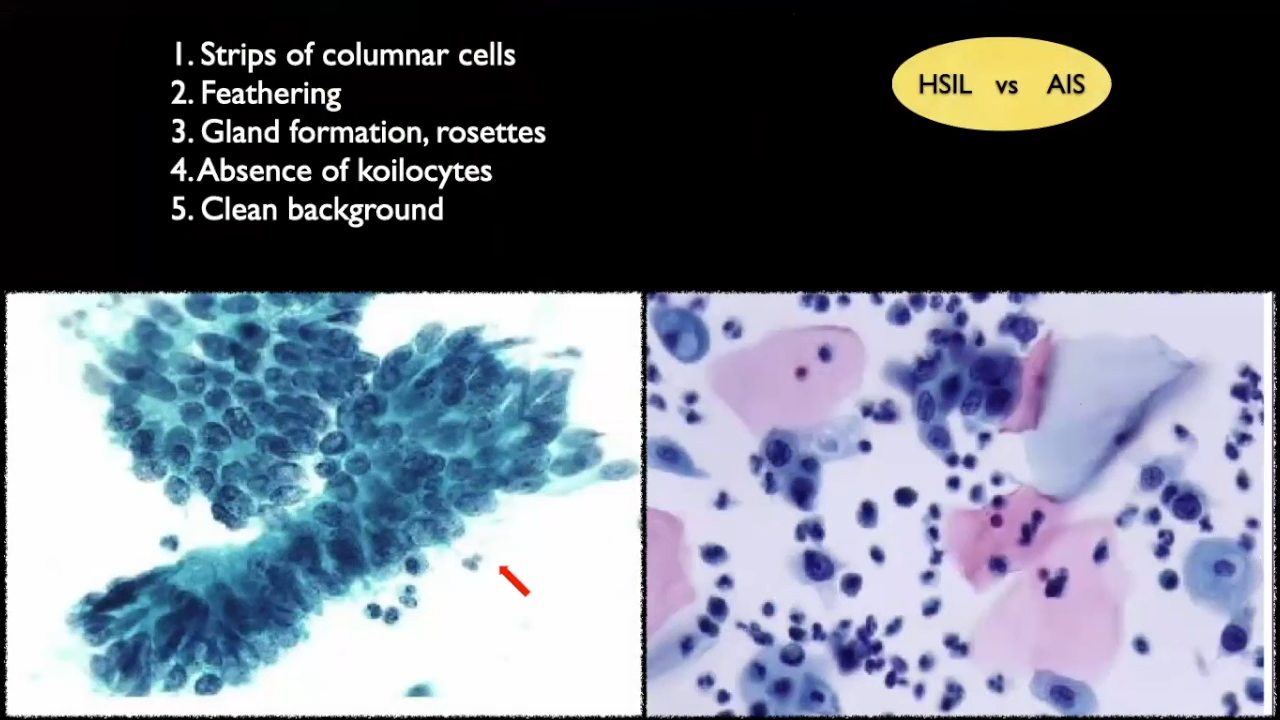 1. Strips of columnar cells
2. Feathering
3. Gland formation, rosettes
4. Absence of koilocytes
5. Clean background
HSIL vs AIS